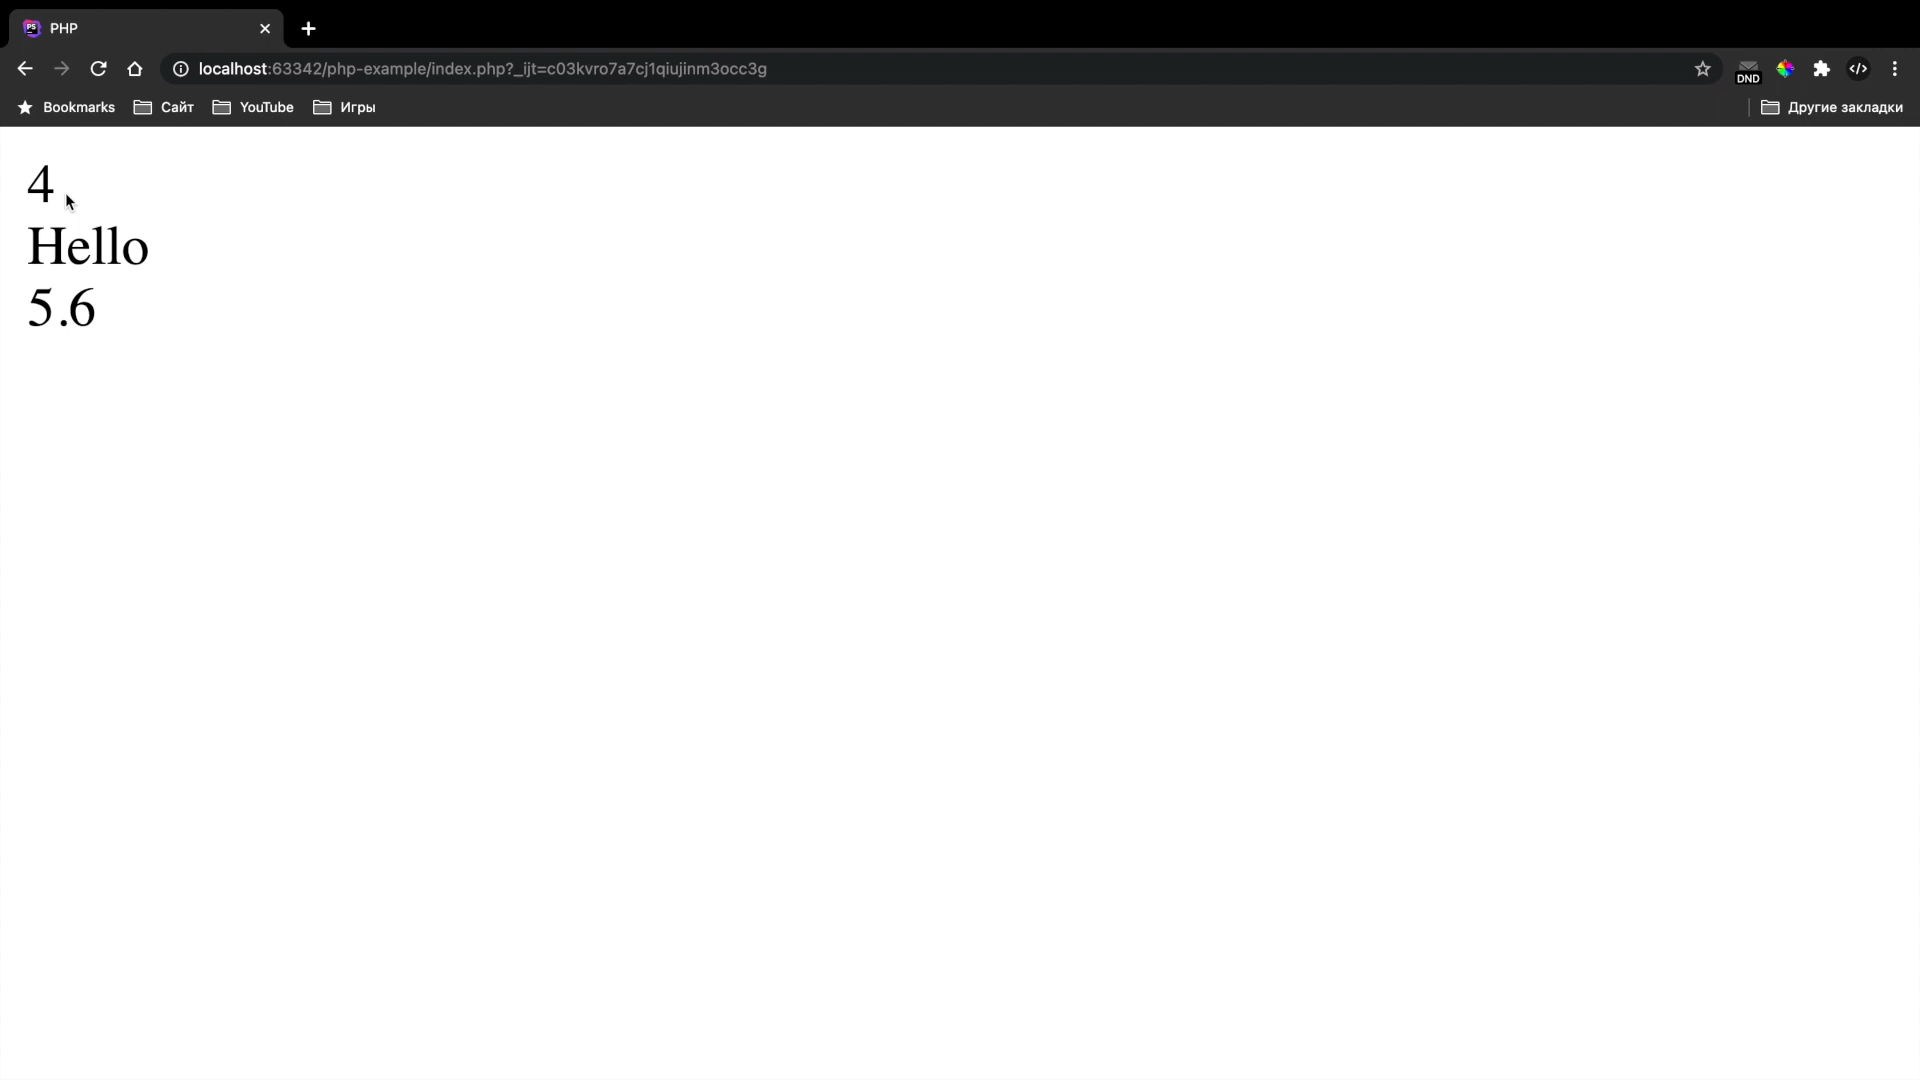 PS PHP
localhost:63342/php-example/index.php?_ijt=c03kvro7a7cj1qiujinm3occ3g
DND
Bookmarks Сайт YouTube Игры Другие закладки
4
Hello
5.6